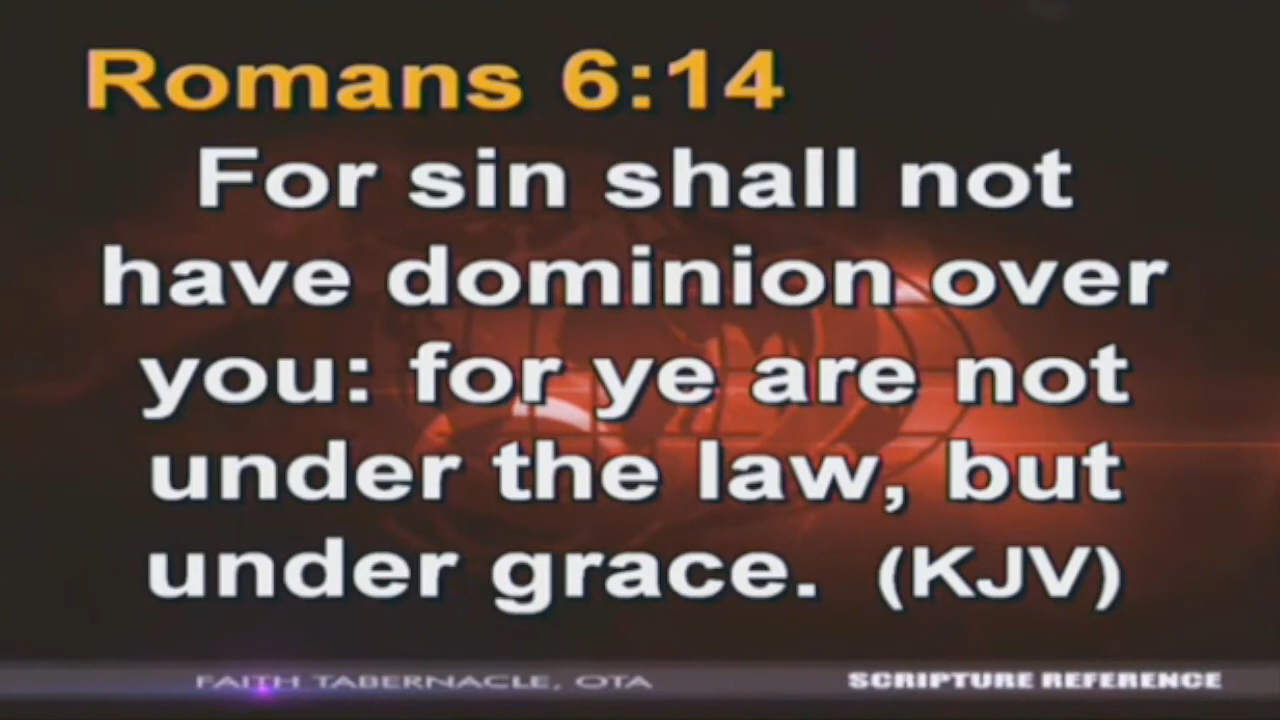 Romans 6:14
For sin shall not
have dominion over
you: for ye are not
under the law, but
under grace. (KJV)
FAITH TABERNACLE, OTA
SCRIPTURE REFERENCE